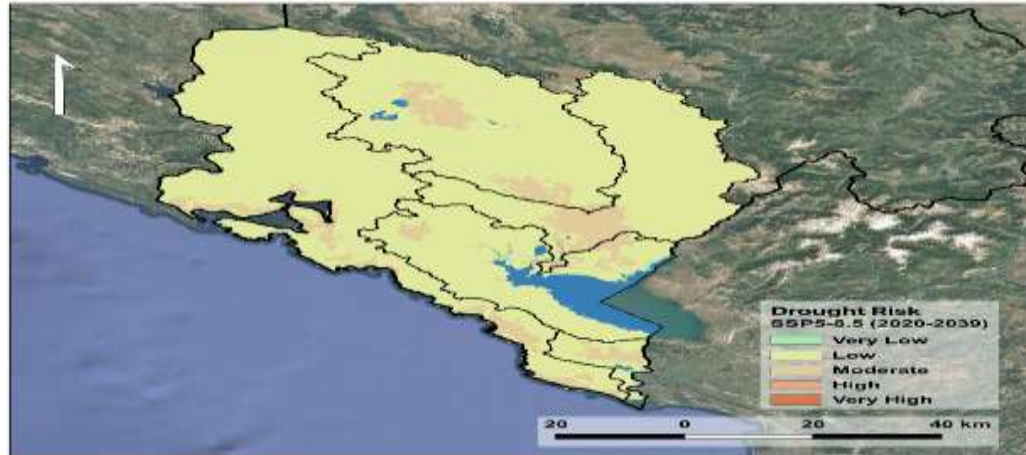 Drought Risk
SSP5-8.5 (2020-2039)
Very Low
Low
Moderate
High
Very High
20 0 20 40 km